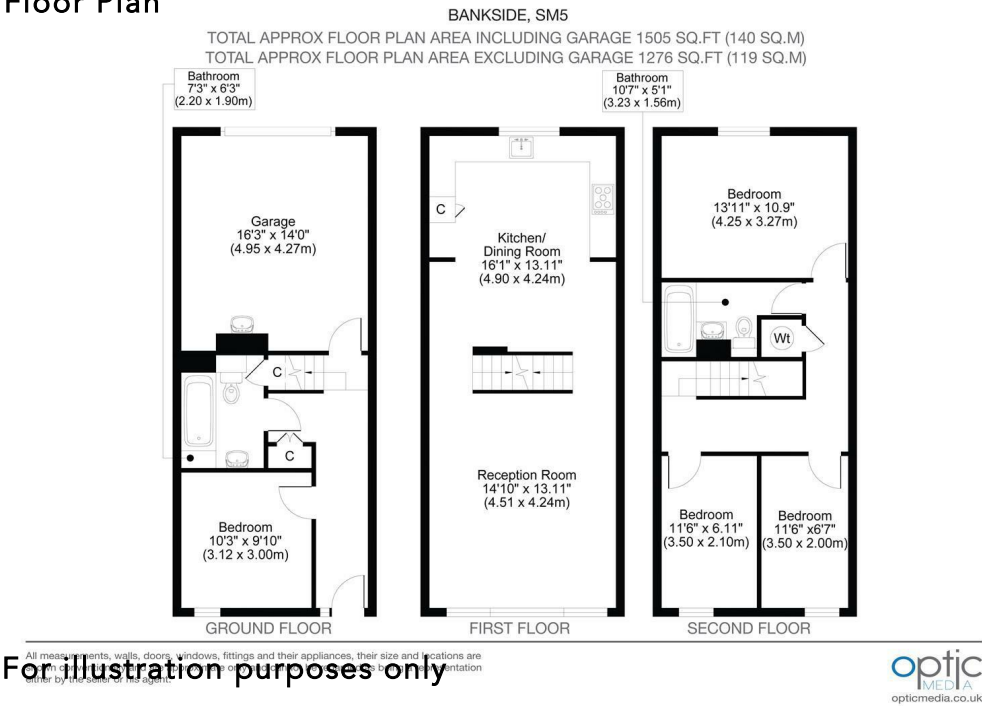 Floor Plan
BANKSIDE, SM5
TOTAL APPROX FLOOR PLAN AREA INCLUDING GARAGE 1505 SQ.FT (140 SQ.M)
TOTAL APPROX FLOOR PLAN AREA EXCLUDING GARAGE 1276 SQ.FT (119 SQ.M)
Bathroom
7'3" x 6'3"
(2.20 x 1.90m)
Bathroom
10'7" x 5'1"
(3.23 x 1.56m)
Garage
16'3" x 14'0"
(4.95 x 4.27m)
C
C
Bedroom
10'3" x 9'10"
(3.12 x 3.00m)
GROUND FLOOR
C
Kitchen/
Dining Room
16'1" x 13.11"
(4.90 x 4.24m)
Reception Room
14'10" x 13.11"
(4.51 x 4.24m)
FIRST FLOOR
Bedroom
13'11" x 10.9"
(4.25 x 3.27m)
Wt
Bedroom
11'6" x 6.11"
(3.50 x 2.10m)
Bedroom
11'6" x6'7"
(3.50 x 2.00m)
SECOND FLOOR
All measurements, walls, doors, windows, fittings and their appliances, their size and locations are
either by the seller or his agent.
For illustration purposes only
optic
MEDIA
opticmedia.co.uk